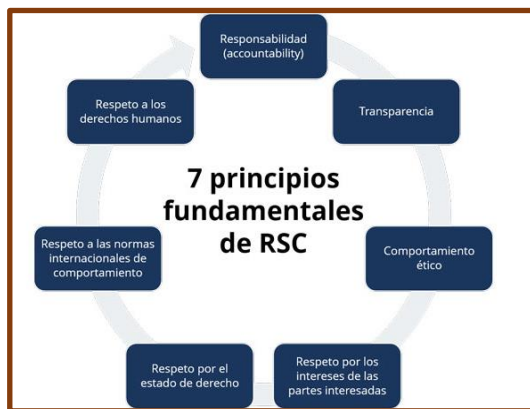 Responsabilidad
(accountability)
Transparencia
Comportamiento
ético
Respeto por los
intereses de las
partes interesadas
Respeto por el
estado de derecho
Respeto a las normas
internacionales de
comportamiento
Respeto a los
derechos humanos
7 principios
fundamentales
de RSC